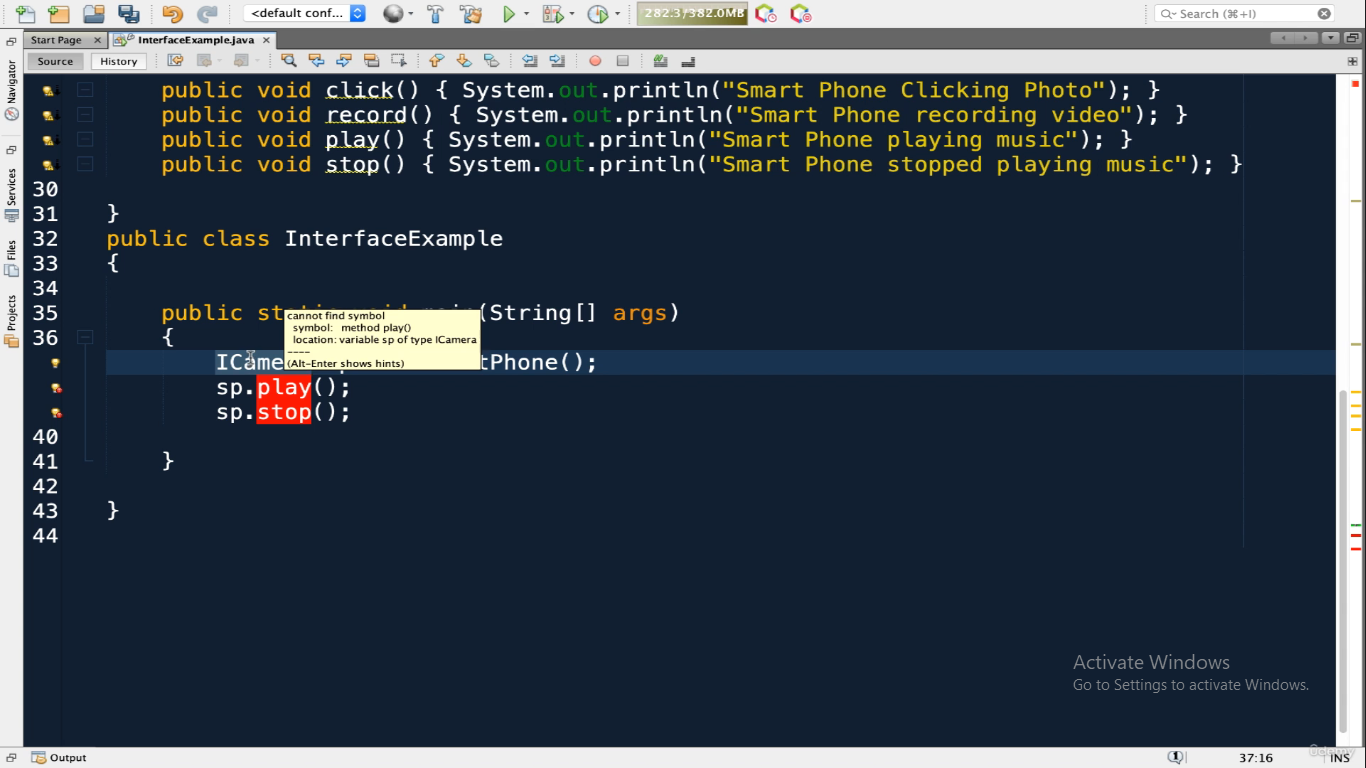 <default conf...
282.3/382.0MB
Search (⌘+I)
Start Page
InterfaceExample.java
Source
History
Navigator
Services
Files
Projects
public void click() { System.out.println("Smart Phone Clicking Photo"); }
public void record() { System.out.println("Smart Phone recording video"); }
public void play() { System.out.println("Smart Phone playing music"); }
public void stop() { System.out.println("Smart Phone stopped playing music"); }
30
31 }
32 public class InterfaceExample
33 {
34
35 public static void main(String[] args)
36 {
cannot find symbol
symbol: method play()
location: variable sp of type ICamera
----
(Alt-Enter shows hints)
ICame tPhone();
sp.play();
sp.stop();
40
41 }
42
43 }
44
Activate Windows
Go to Settings to activate Windows.
Output
1
37:16
INS
Udemy